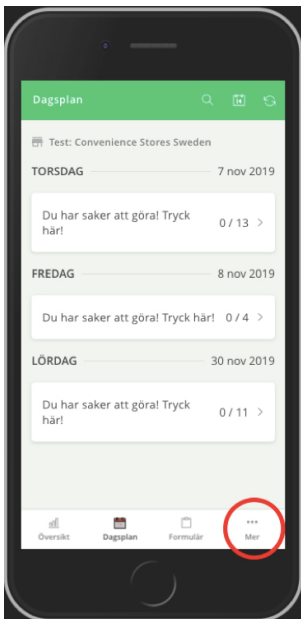 Dagsplan
Test: Convenience Stores Sweden
TORSDAG 7 nov 2019
Du har saker att göra! Tryck
här!
0 / 13
FREDAG 8 nov 2019
Du har saker att göra! Tryck här! 0 / 4
LÖRDAG 30 nov 2019
Du har saker att göra! Tryck
här!
0 / 11
Översikt Dagsplan Formulär Mer